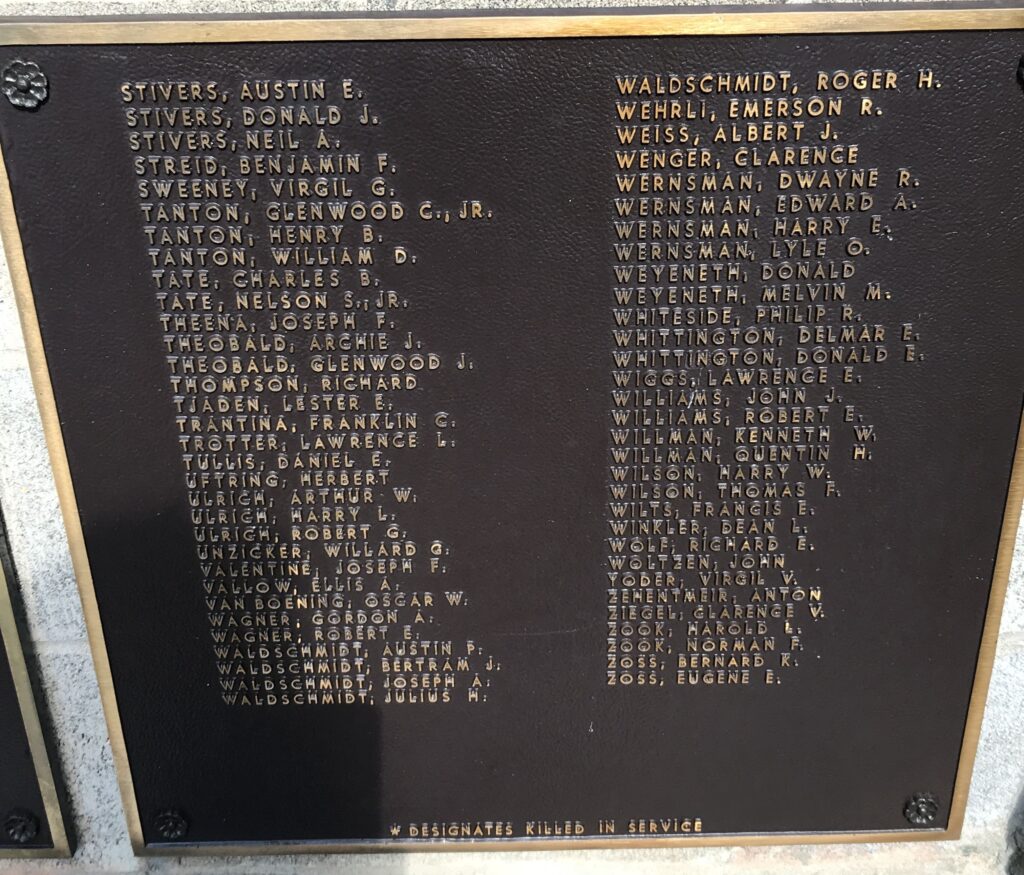 STIVERS, AUSTIN E.
STIVERS, DONALD J.
STIVERS, NEIL A.
STREID, BENJAMIN F.
SWEENEY, VIRGIL G.
TANTON, GLENWOOD C., JR.
TANTON, HENRY B.
TANTON, WILLIAM D.
TATE, CHARLES B.
TATE, NELSON S., JR.
THEENA, JOSEPH F.
THEOBALD, ARCHIE J.
THEOBALD, GLENWOOD J.
THOMPSON, RICHARD
TJADEN, LESTER E.
TRANTINA, FRANKLIN C.
TROTTER, LAWRENCE L.
TULLIS, DANIEL E.
UFTRING, HERBERT
ULRICH, ARTHUR W.
ULRICH, HARRY L.
ULRICH, ROBERT G.
UNZICKER, WILLARD G.
VALENTINE, JOSEPH F.
VALLOW, ELLIS A.
VAN BOENING, OSCAR W.
WAGNER, GORDON A.
WAGNER, ROBERT E.
WALDSCHMIDT, AUSTIN P.
WALDSCHMIDT, BERTRAM J.
WALDSCHMIDT, JOSEPH A.
WALDSCHMIDT, JULIUS H.
WALDSCHMIDT, ROGER H.
WEHRLI, EMERSON R.
WEISS, ALBERT J.
WENGER, CLARENCE
WERNSMAN, DWAYNE R.
WERNSMAN, EDWARD A.
WERNSMAN, HARRY E.
WERNSMAN, LYLE O.
WEYENETH, DONALD
WEYENETH, MELVIN M.
WHITESIDE, PHILIP R.
WHITTINGTON, DELMAR E.
WHITTINGTON, DONALD E.
WIGGS, LAWRENCE E.
WILLIAMS, JOHN J.
WILLIAMS, ROBERT E.
WILLMAN, KENNETH W.
WILLMAN, QUENTIN H.
WILSON, HARRY W.
WILSON, THOMAS F.
WILTS, FRANCIS E.
WINKLER, DEAN L.
WOLF, RICHARD E.
WOLTZEN, JOHN
YODER, VIRGIL V.
ZEHENTMEIR, ANTON
ZIEGEL, CLARENCE V.
ZOOK, HAROLD L.
ZOOK, NORMAN F.
ZOSS, BERNARD K.
ZOSS, EUGENE E.
★ DESIGNATES KILLED IN SERVICE